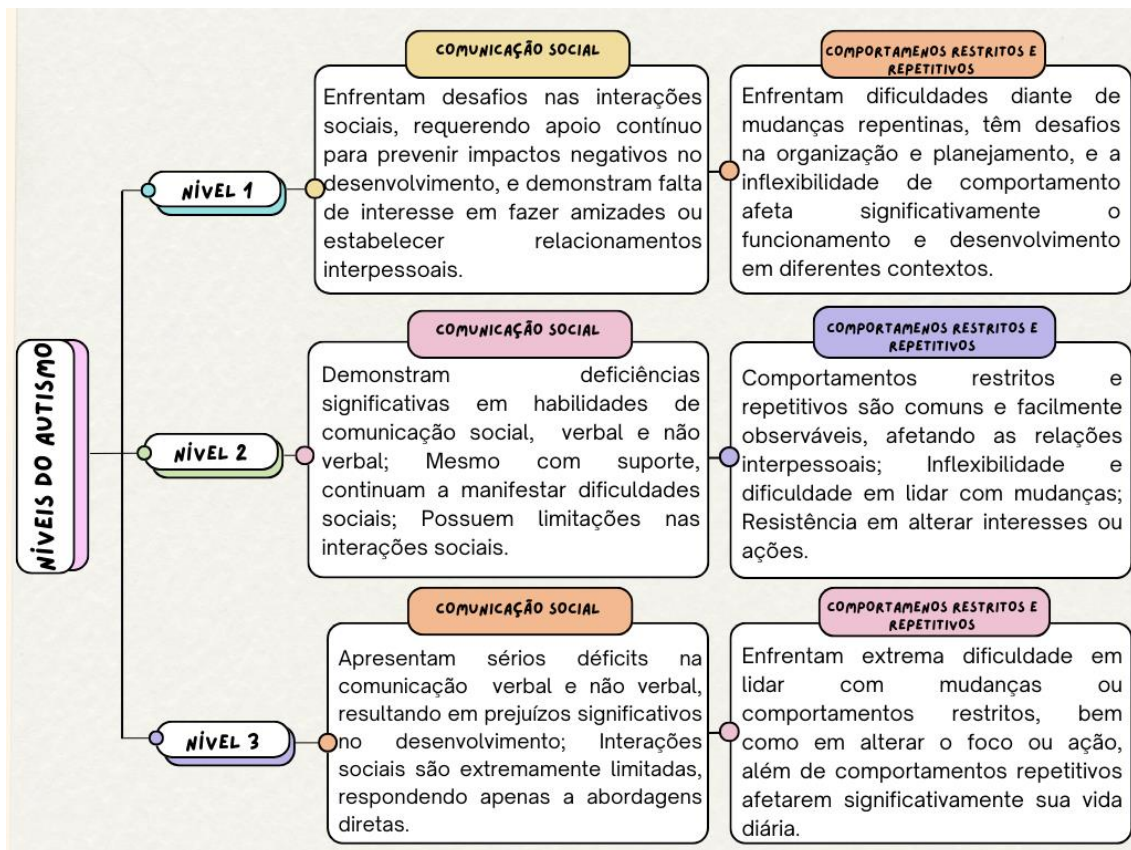 NÍVEIS DO AUTISMO
NÍVEL 1
COMUNICAÇÃO SOCIAL
Enfrentam desafios nas interações
sociais, requerendo apoio contínuo
para prevenir impactos negativos no
desenvolvimento, e demonstram falta
de interesse em fazer amizades ou
estabelecer relacionamentos
interpessoais.
COMPORTAMENOS RESTRITOS E
REPETITIVOS
Enfrentam dificuldades diante de
mudanças repentinas, têm desafios
na organização e planejamento, e a
inflexibilidade de comportamento
afeta significativamente o
funcionamento e desenvolvimento
em diferentes contextos.
NÍVEL 2
COMUNICAÇÃO SOCIAL
Demonstram deficiências
significativas em habilidades de
comunicação social, verbal e não
verbal; Mesmo com suporte,
continuam a manifestar dificuldades
sociais; Possuem limitações nas
interações sociais.
COMPORTAMENOS RESTRITOS E
REPETITIVOS
Comportamentos restritos e
repetitivos são comuns e facilmente
observáveis, afetando as relações
interpessoais; Inflexibilidade e
dificuldade em lidar com mudanças;
Resistência em alterar interesses ou
ações.
NÍVEL 3
COMUNICAÇÃO SOCIAL
Apresentam sérios déficits na
comunicação verbal e não verbal,
resultando em prejuízos significativos
no desenvolvimento; Interações
sociais são extremamente limitadas,
respondendo apenas a abordagens
diretas.
COMPORTAMENOS RESTRITOS E
REPETITIVOS
Enfrentam extrema dificuldade em
lidar com mudanças ou
comportamentos restritos, bem
como em alterar o foco ou ação,
além de comportamentos repetitivos
afetarem significativamente sua vida
diária.